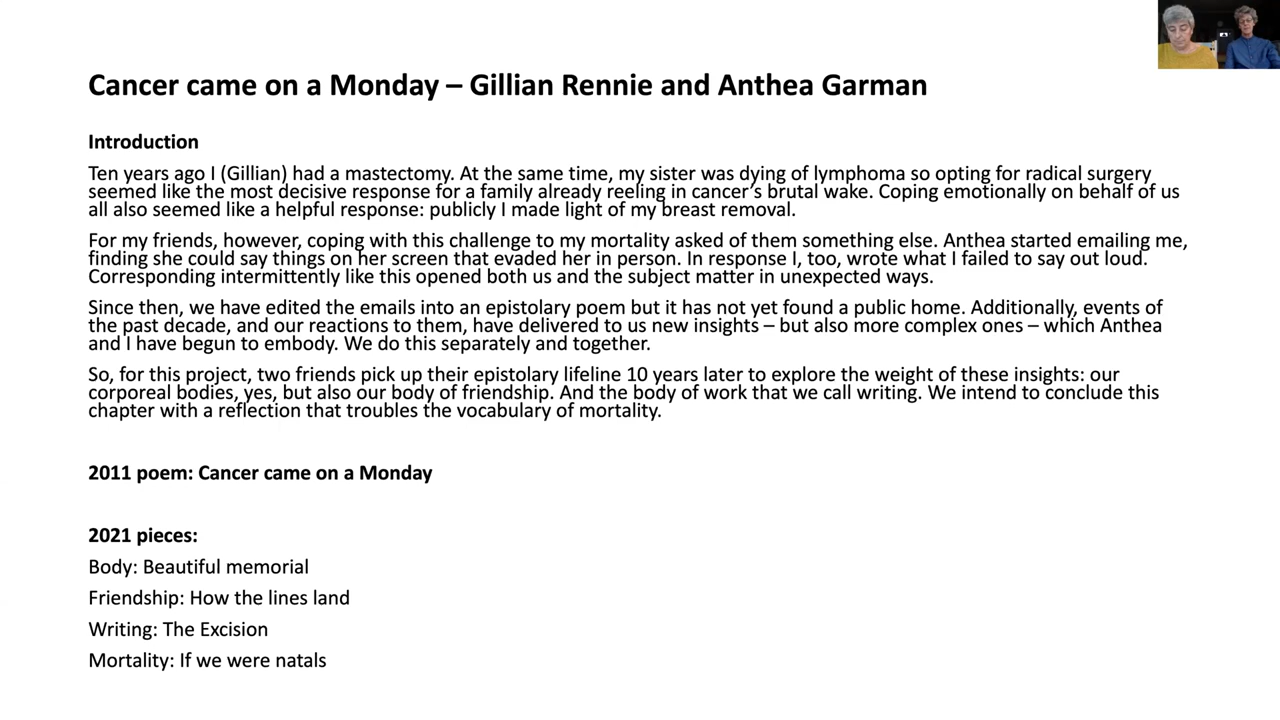 Cancer came on a Monday – Gillian Rennie and Anthea Garman
Introduction
Ten years ago I (Gillian) had a mastectomy. At the same time, my sister was dying of lymphoma so opting for radical surgery
seemed like the most decisive response for a family already reeling in cancer's brutal wake. Coping emotionally on behalf of us
all also seemed like a helpful response: publicly I made light of my breast removal.
For my friends, however, coping with this challenge to my mortality asked of them something else. Anthea started emailing me,
finding she could say things on her screen that evaded her in person. In response I, too, wrote what I failed to say out loud.
Corresponding intermittently like this opened both us and the subject matter in unexpected ways.
Since then, we have edited the emails into an epistolary poem but it has not yet found a public home. Additionally, events of
the past decade, and our reactions to them, have delivered to us new insights – but also more complex ones – which Anthea
and I have begun to embody. We do this separately and together.
So, for this project, two friends pick up their epistolary lifeline 10 years later to explore the weight of these insights: our
corporeal bodies, yes, but also our body of friendship. And the body of work that we call writing. We intend to conclude this
chapter with a reflection that troubles the vocabulary of mortality.
2011 poem: Cancer came on a Monday
2021 pieces:
Body: Beautiful memorial
Friendship: How the lines land
Writing: The Excision
Mortality: If we were natals